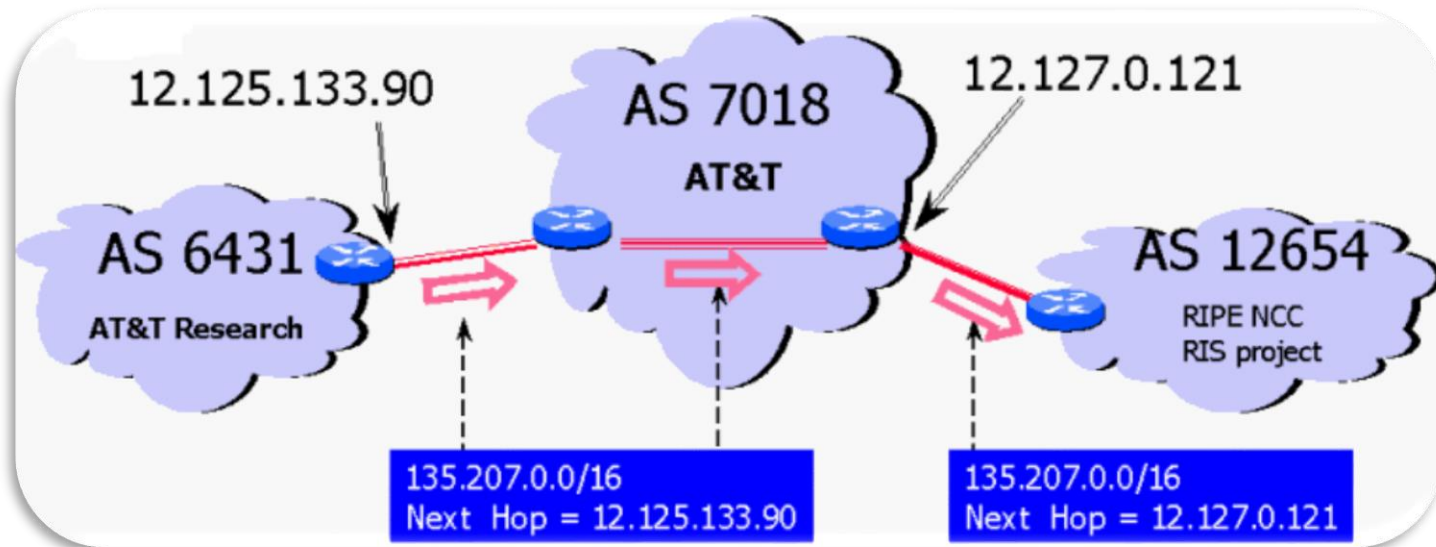 12.125.133.90
AS 7018
AT&T
12.127.0.121
AS 6431
AT&T Research
AS 12654
RIPE NCC
RIS project
135.207.0.0/16
Next Hop = 12.125.133.90
135.207.0.0/16
Next Hop = 12.127.0.121